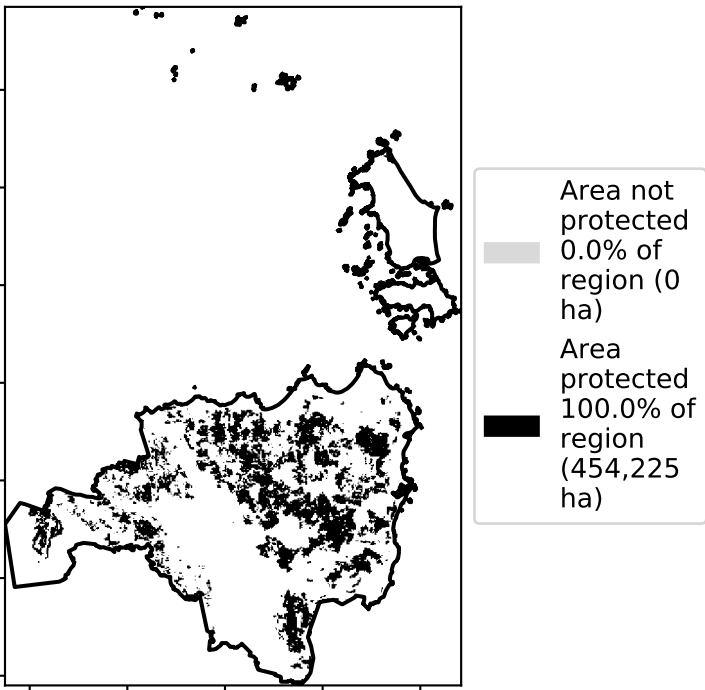 Area not
protected
0.0% of
region (0
ha)
Area
protected
100.0% of
region
(454,225
ha)